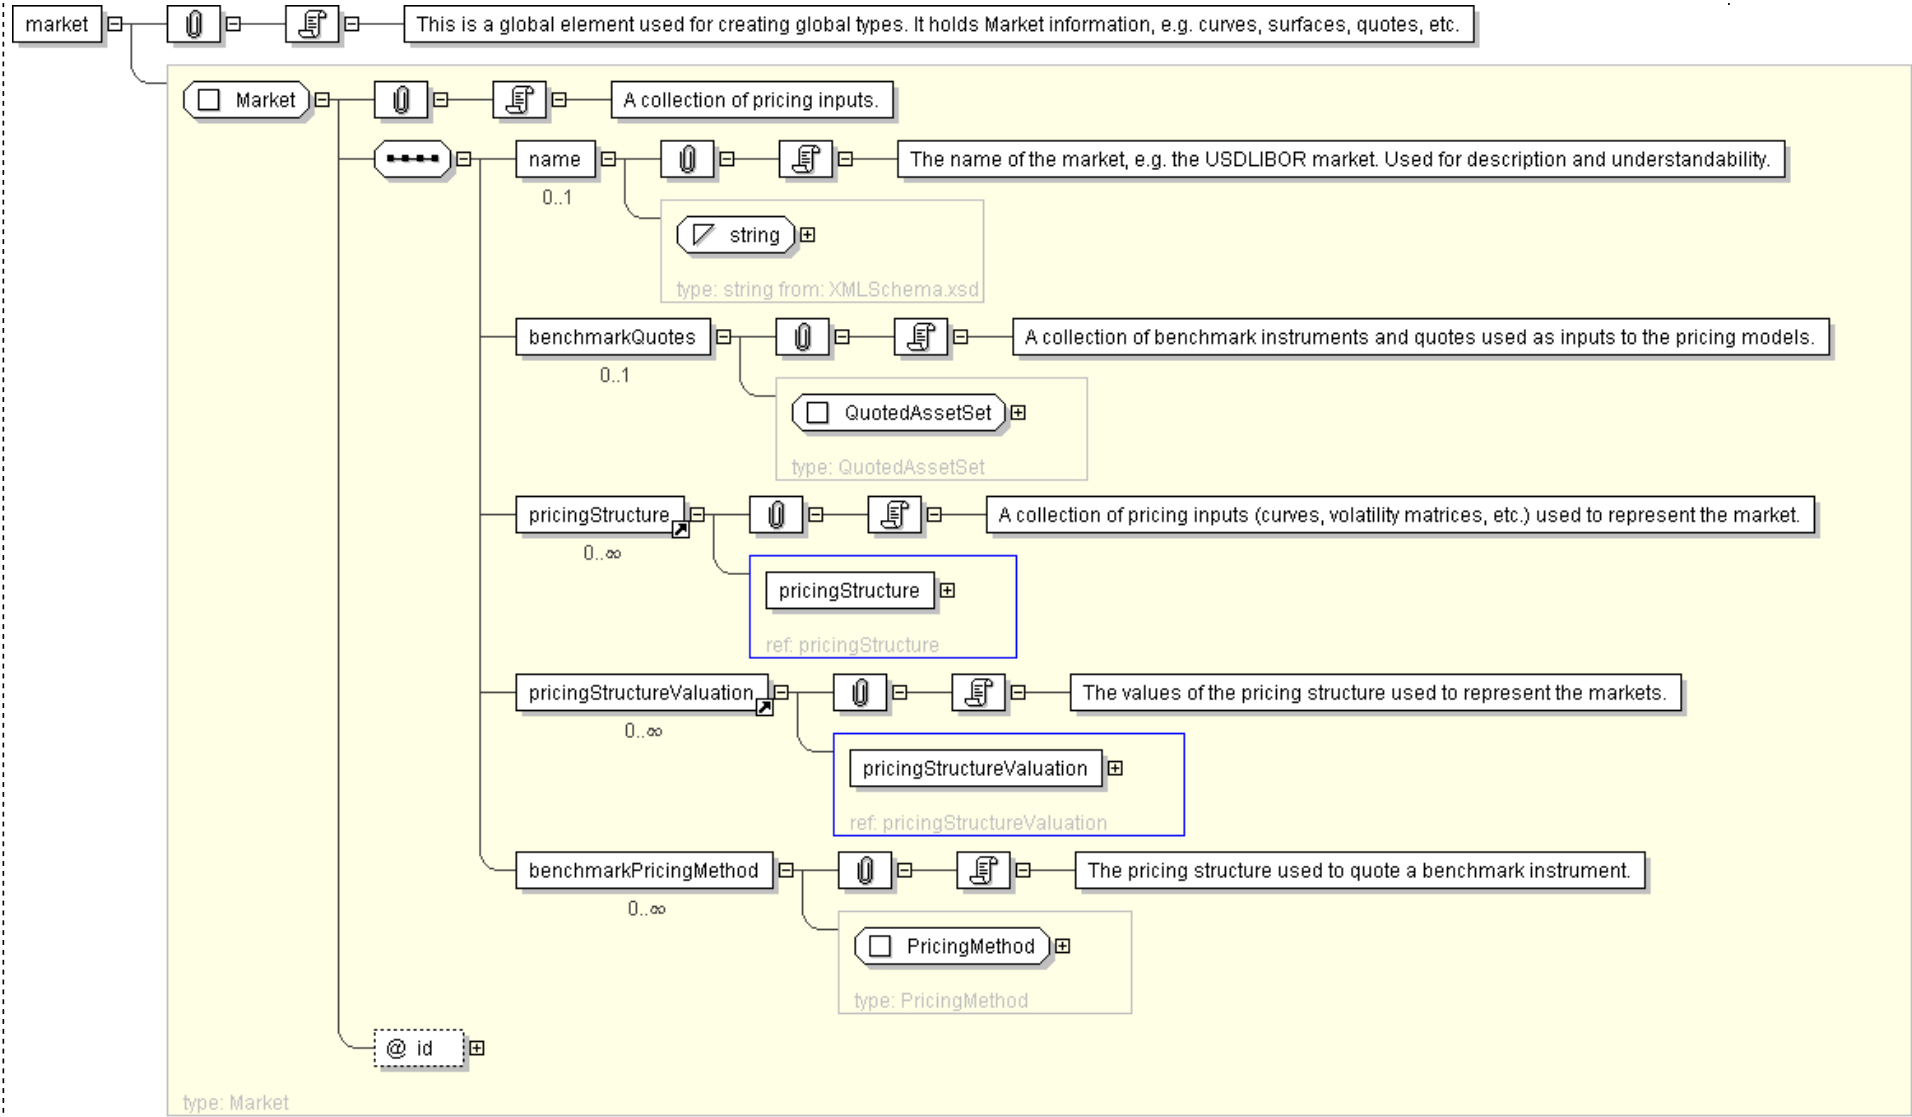 market This is a global element used for creating global types. It holds Market information, e.g. curves, surfaces, quotes, etc.
Market A collection of pricing inputs.
name The name of the market, e.g. the USDLIBOR market. Used for description and understandability.
0..1
string
type: string from: XMLSchema.xsd
benchmarkQuotes A collection of benchmark instruments and quotes used as inputs to the pricing models.
0..1
QuotedAssetSet
type: QuotedAssetSet
pricingStructure A collection of pricing inputs (curves, volatility matrices, etc.) used to represent the market.
0..∞
pricingStructure
ref: pricingStructure
pricingStructureValuation The values of the pricing structure used to represent the markets.
0..∞
pricingStructureValuation
ref: pricingStructureValuation
benchmarkPricingMethod The pricing structure used to quote a benchmark instrument.
0..∞
PricingMethod
type: PricingMethod
@ id
type: Market